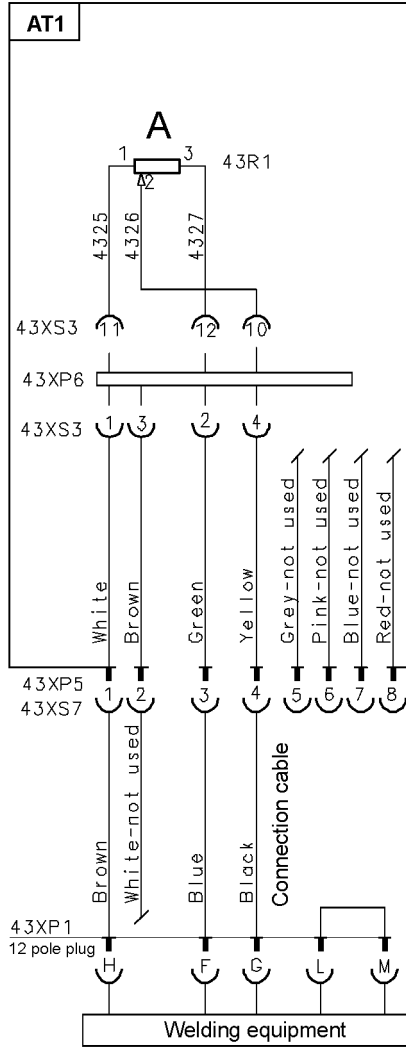 AT1
A
1 3 43R1
2
4325 4326 4327
43XS3 11 12 10
43XP6
43XS3 1 3 2 4
White Brown Green Yellow Grey-not used Pink-not used Blue-not used Red-not used
43XP5
43XS7 1 2 3 4 5 6 7 8
Brown White-not used Blue Black Connection cable
43XP1
12 pole plug
H F G L M
Welding equipment